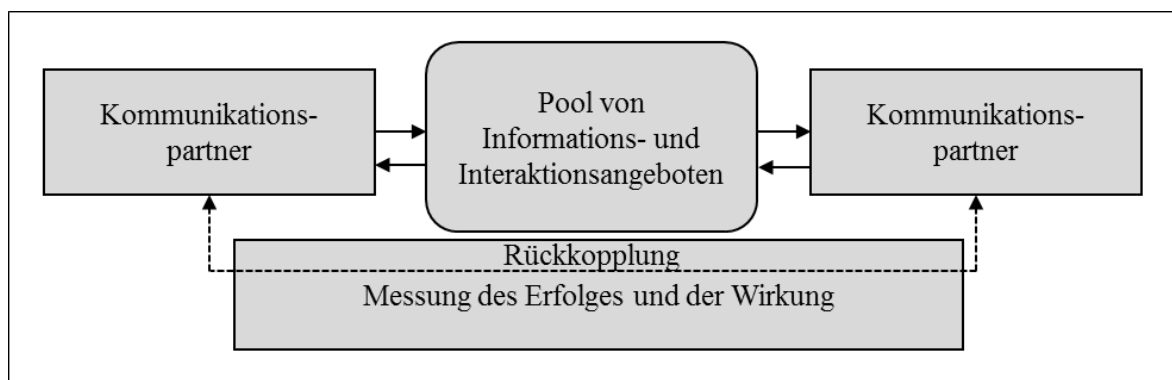 Kommunikations-
partner
Pool von
Informations- und
Interaktionsangeboten
Kommunikations-
partner
Rückkopplung
Messung des Erfolges und der Wirkung